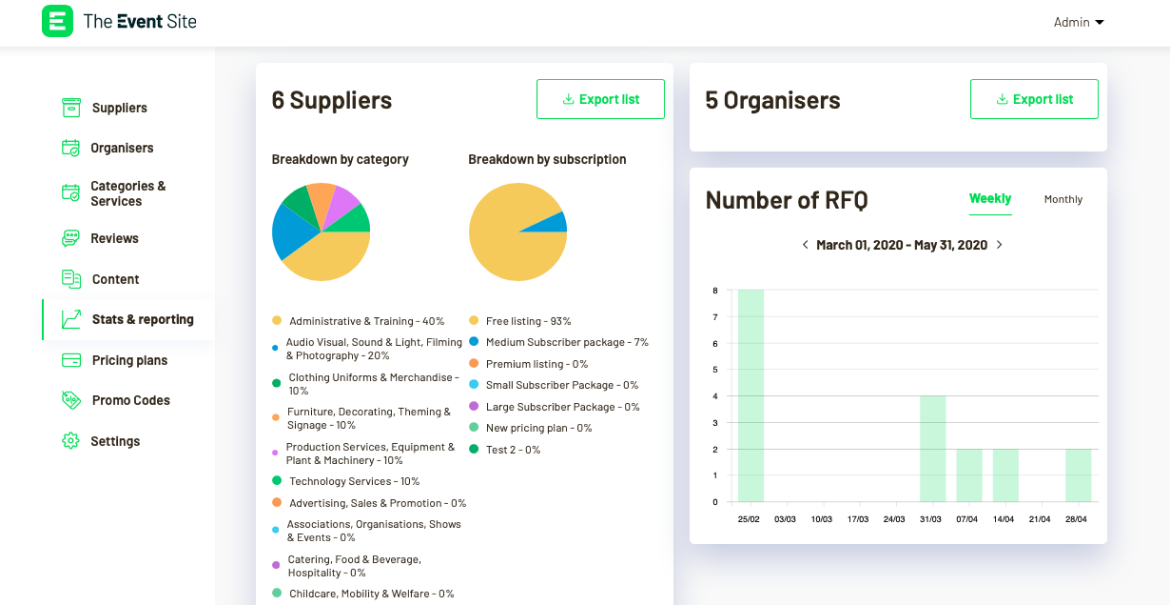 The Event Site
Admin
Suppliers
Organisers
Categories &
Services
Reviews
Content
Stats & reporting
Pricing plans
Promo Codes
Settings
6 Suppliers
Export list
Breakdown by category
Breakdown by subscription
Administrative & Training - 40%
Audio Visual, Sound & Light, Filming
& Photography - 20%
Clothing Uniforms & Merchandise -
10%
Furniture, Decorating, Theming &
Signage - 10%
Production Services, Equipment &
Plant & Machinery - 10%
Technology Services - 10%
Advertising, Sales & Promotion - 0%
Associations, Organisations, Shows
& Events - 0%
Catering, Food & Beverage,
Hospitality - 0%
Childcare, Mobility & Welfare - 0%
Free listing - 93%
Medium Subscriber package - 7%
Premium listing - 0%
Small Subscriber Package - 0%
Large Subscriber Package - 0%
New pricing plan - 0%
Test 2 - 0%
5 Organisers
Export list
Number of RFQ
Weekly
Monthly
March 01, 2020 - May 31, 2020
8
7
6
5
4
3
2
1
0
25/02 03/03 10/03 17/03 24/03 31/03 07/04 14/04 21/04 28/04